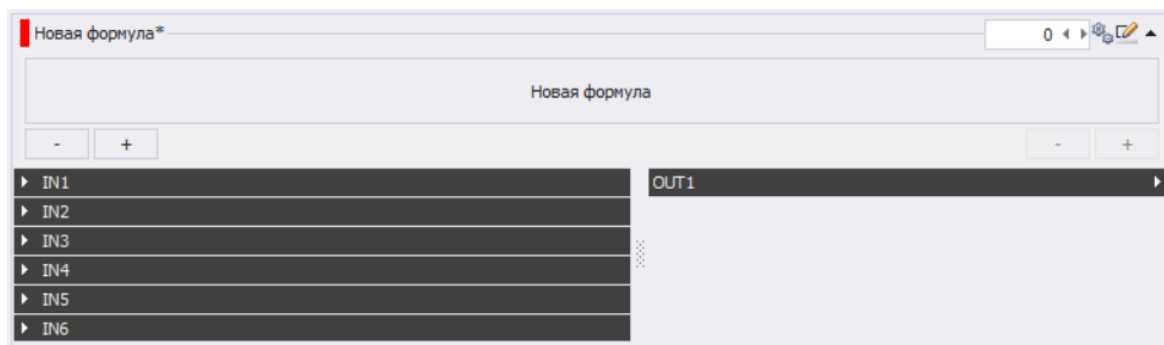 Новая формула*
0
Новая формула
- +
- +
IN1
OUT1
IN2
IN3
IN4
IN5
IN6